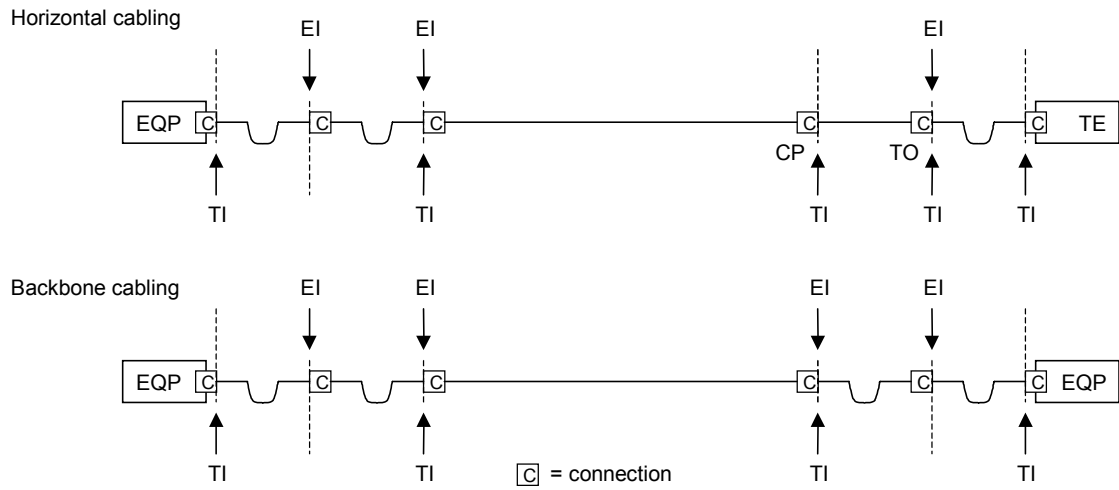 Horizontal cabling
EI EI EI
EQP C C C C C C TE
CP TO
TI TI TI TI TI
Backbone cabling
EI EI EI EI
EQP C C C C C C EQP
TI TI TI TI
C = connection